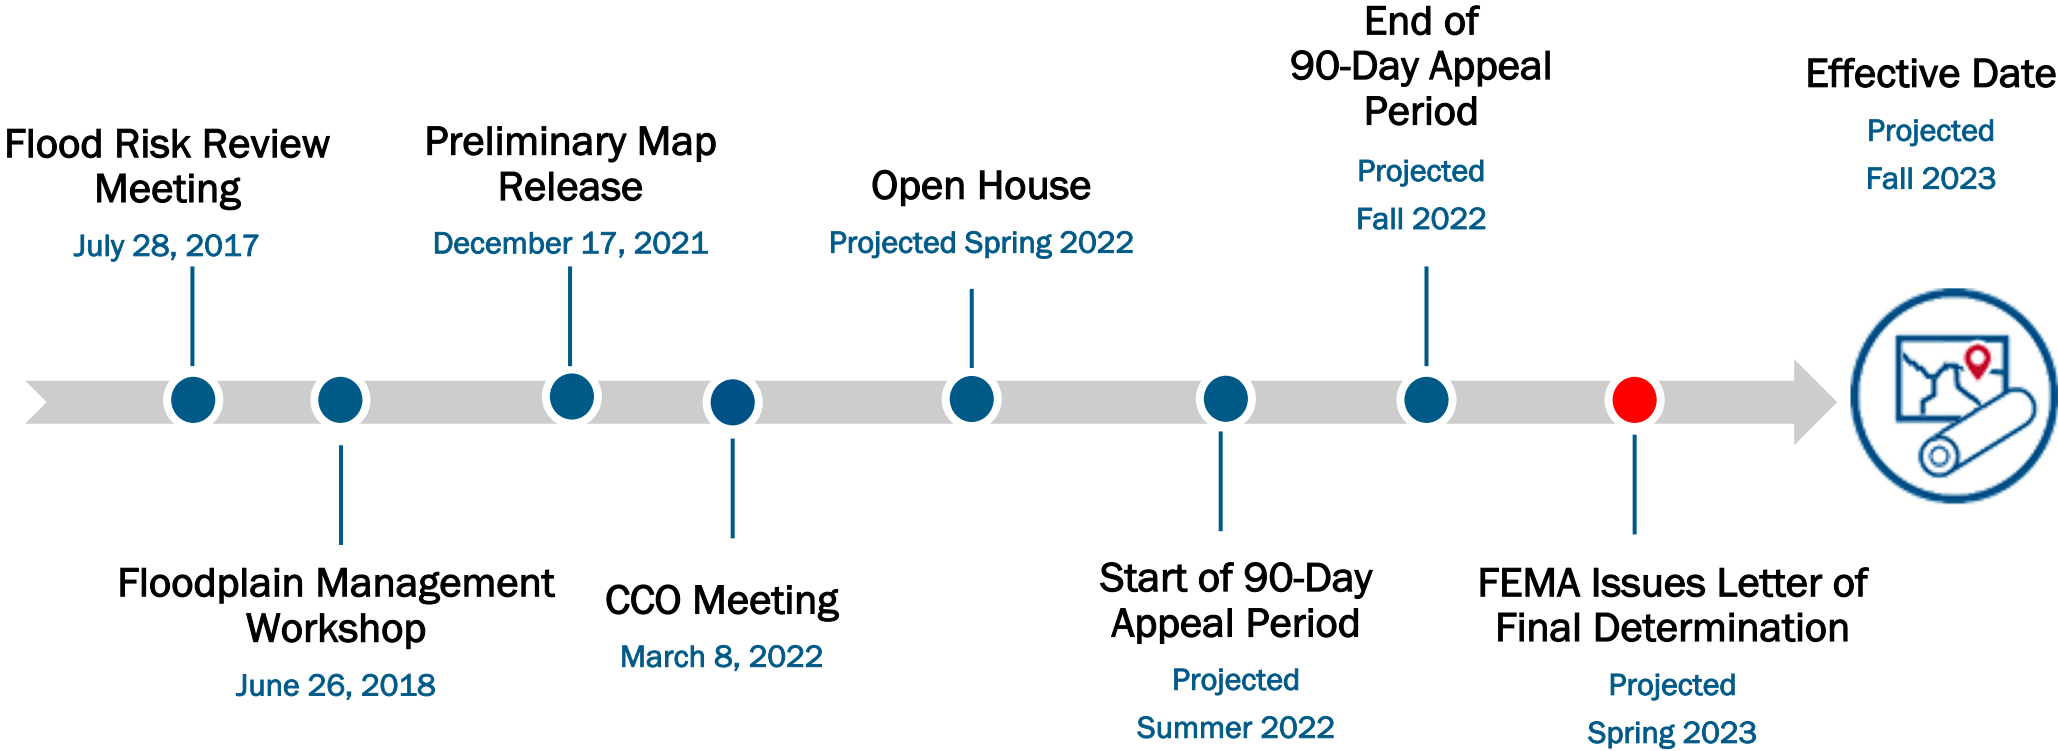 Flood Risk Review
Meeting
July 28, 2017
Floodplain Management
Workshop
June 26, 2018
Preliminary Map
Release
December 17, 2021
CCO Meeting
March 8, 2022
Open House
Projected Spring 2022
Start of 90-Day
Appeal Period
Projected
Summer 2022
End of
90-Day Appeal
Period
Projected
Fall 2022
FEMA Issues Letter of
Final Determination
Projected
Spring 2023
Effective Date
Projected
Fall 2023